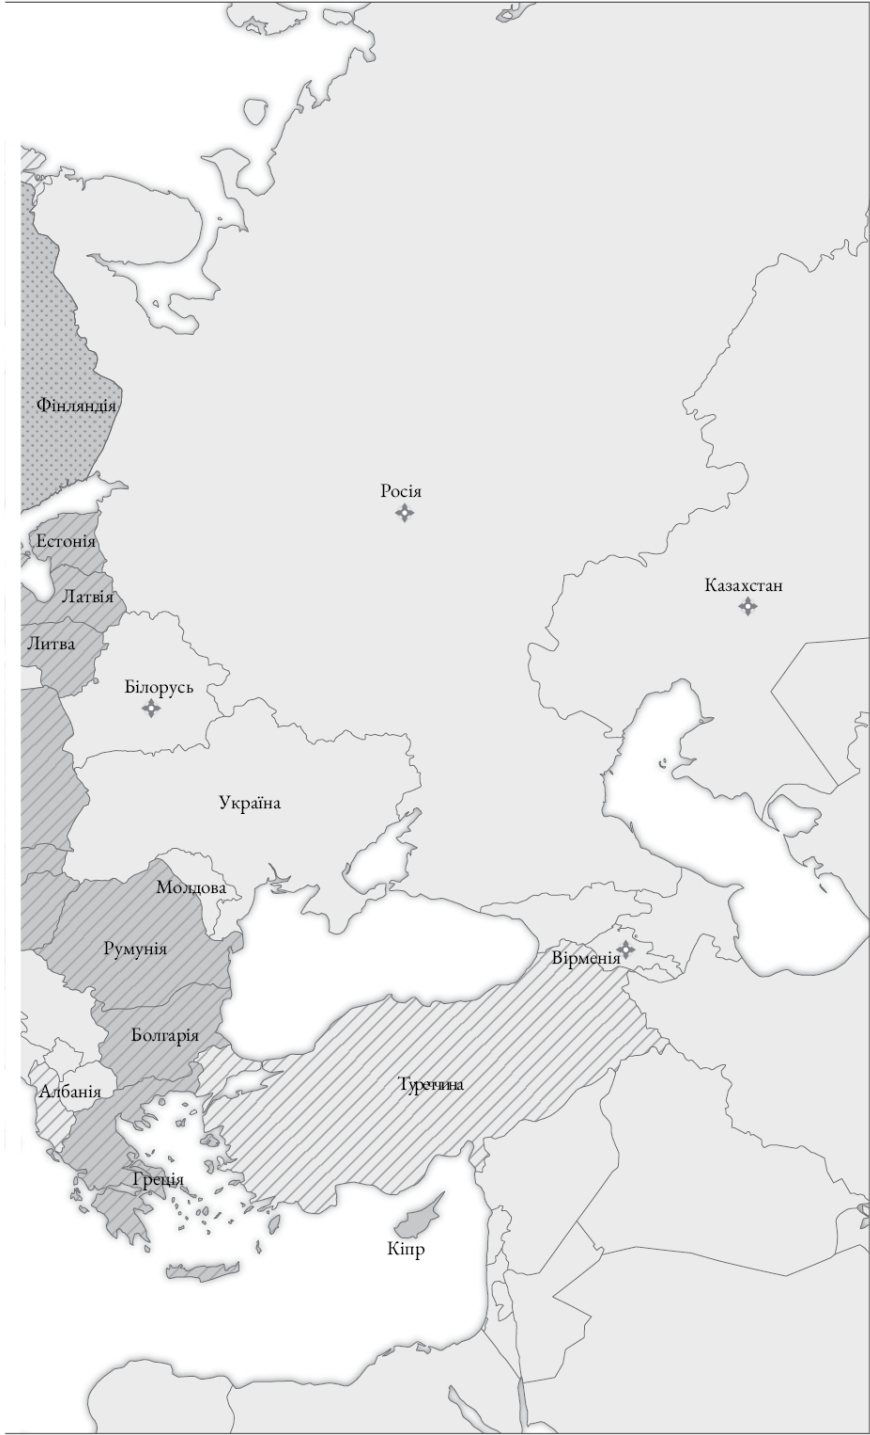 Фінляндія
Росія
Естонія
Казахстан
Латвія
Литва
Білорусь
Україна
Молдова
Румунія
Вірменія
Болгарія
Туреччина
Албанія
Греція
Кіпр